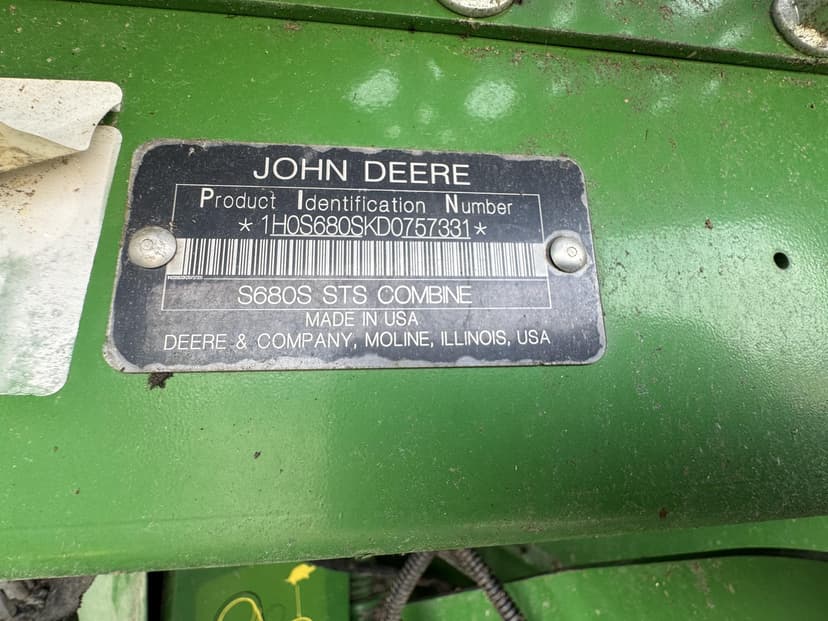 JOHN DEERE
Product Identification Number
*1H0S680SKD0757331*
S680S STS COMBINE
MADE IN USA
DEERE & COMPANY, MOLINE, ILLINOIS, USA